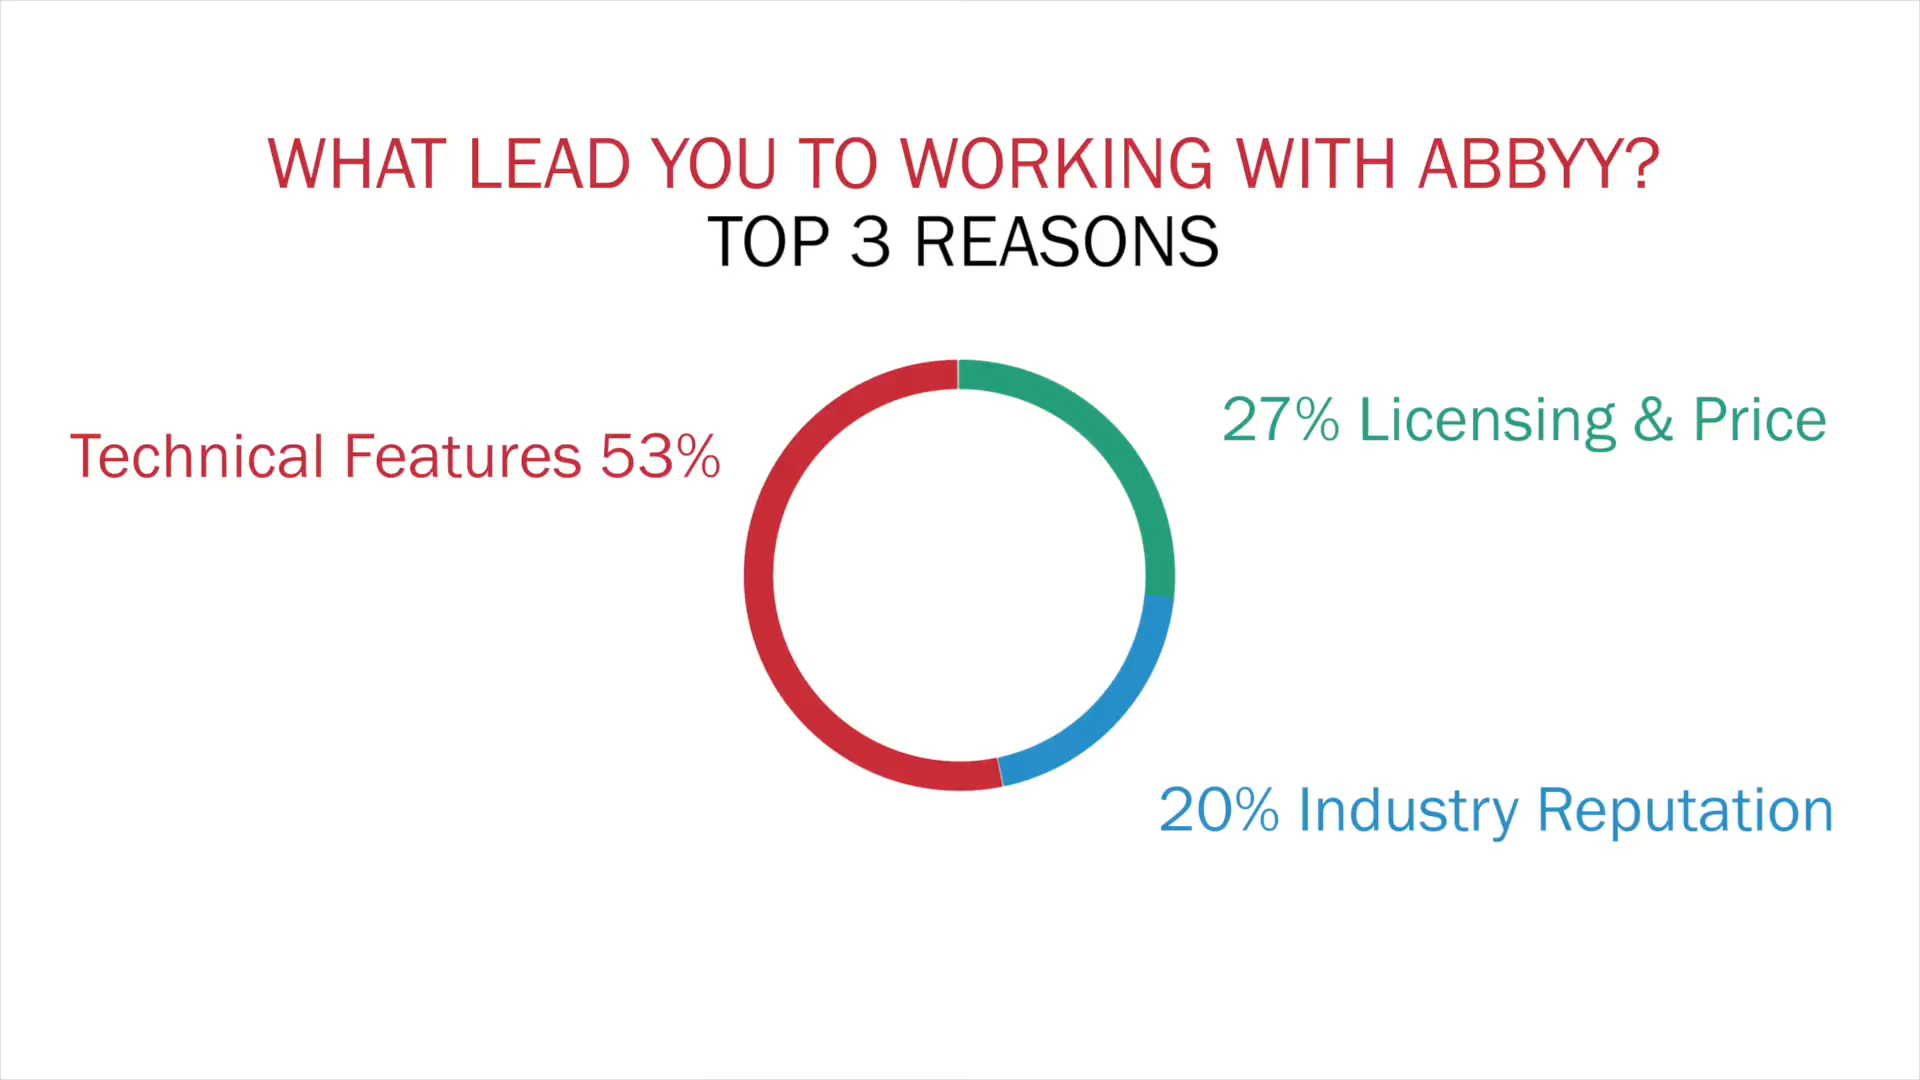 WHAT LEAD YOU TO WORKING WITH ABBYY?
TOP 3 REASONS
Technical Features 53%
27% Licensing & Price
20% Industry Reputation